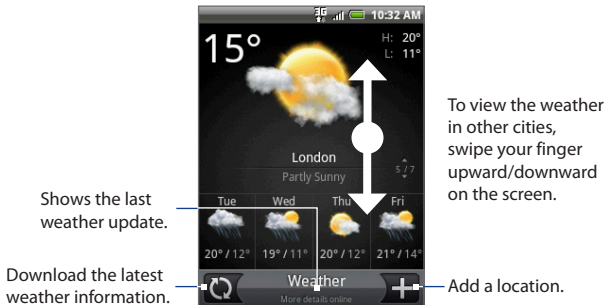 3G 10:32 AM
15°
H: 20°
L: 11°
London
Partly Sunny
5 / 7
Tue Wed Thu Fri
20° / 12° 19° / 11° 20° / 12° 21° / 14°
Weather
More details online
To view the weather
in other cities,
swipe your finger
upward/downward
on the screen.
Shows the last
weather update.
Download the latest
weather information.
Add a location.